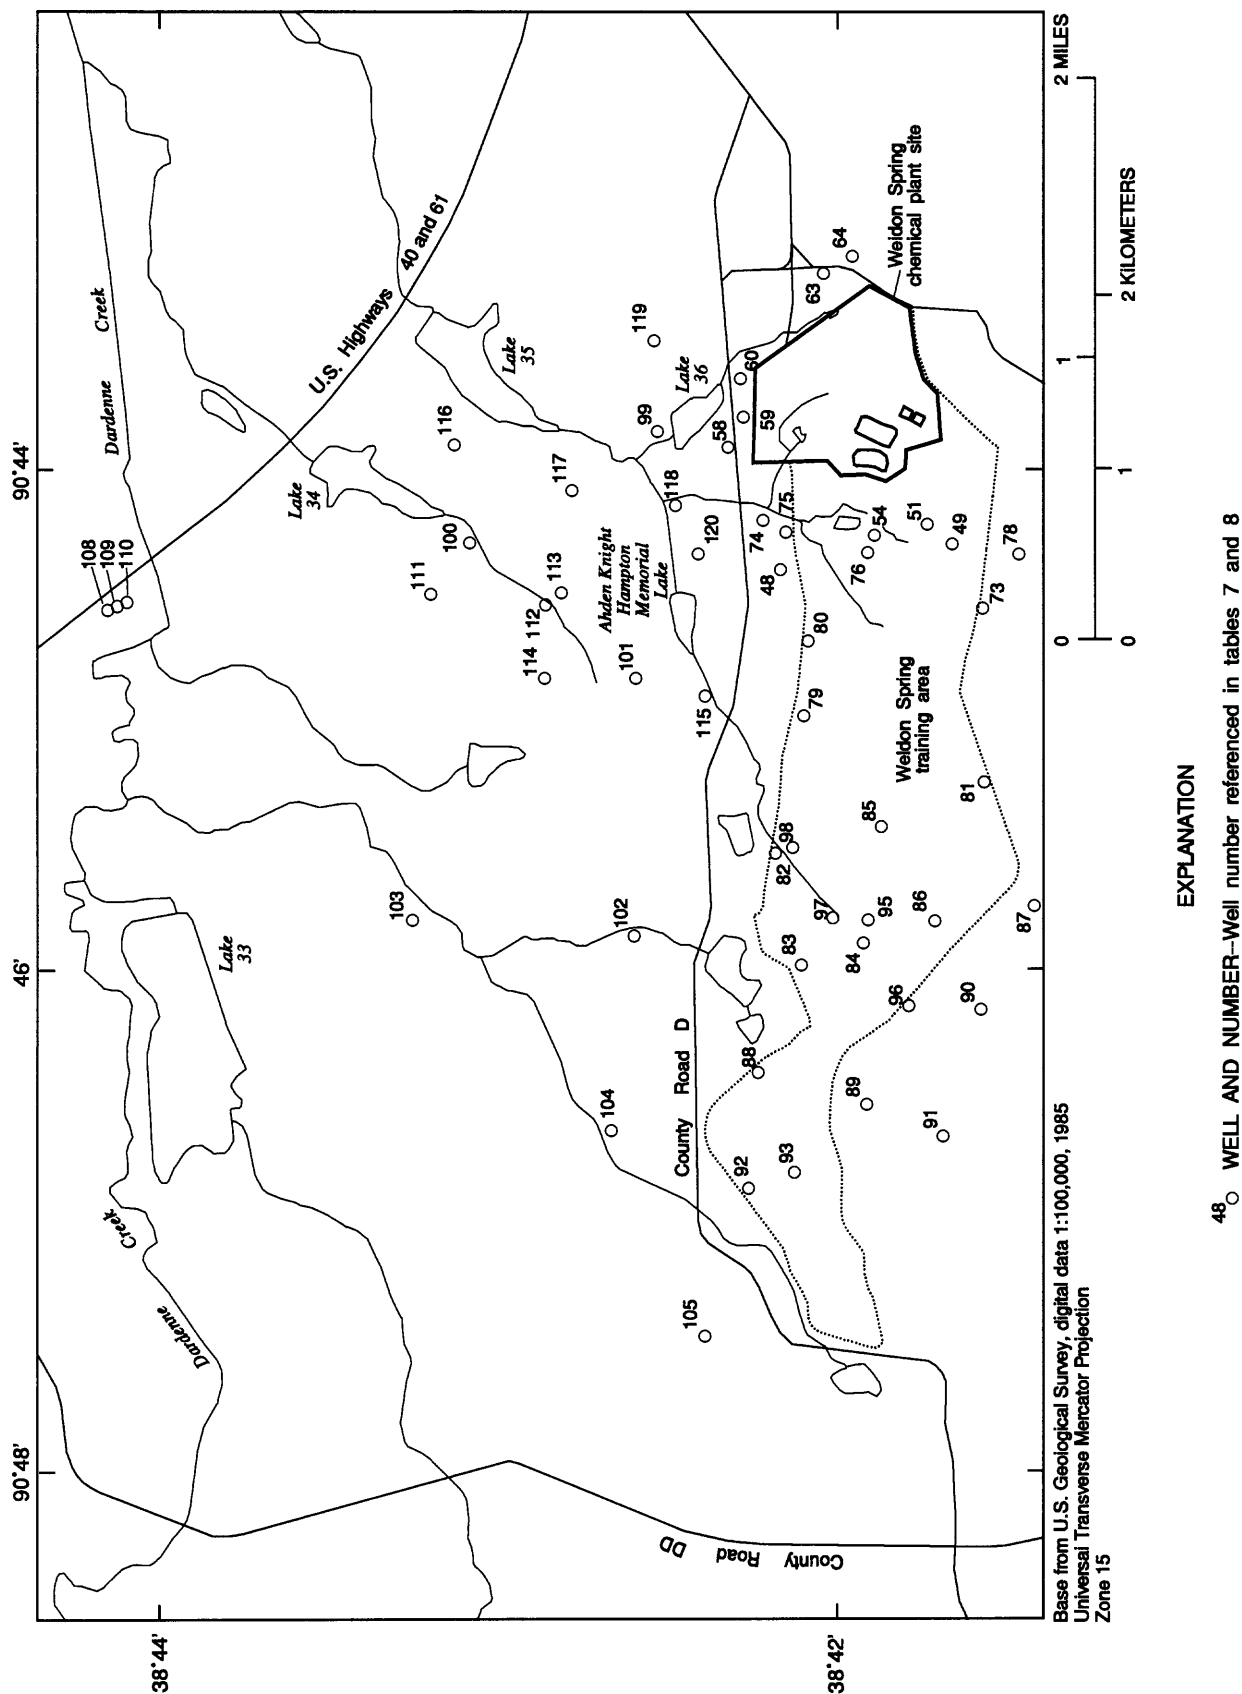 90°48'
46'
90°44'
38°44'
38°42'
Dardenne
Creek
Dardenne
Creek
108
109
110
U.S. Highways
40 and 61
Lake
33
Lake
34
Lake
35
Lake
36
103
111
100
116
117
113
112
114
119
99
104
102
101
Ahden Knight
Hampton
Memorial
Lake
118
120
115
105
County
Road
D
County
Road
DD
58
59
60
63
64
74
75
48
80
79
76
54
51
49
78
73
92
93
88
83
82
98
97
84
95
85
86
81
87
89
96
90
91
Weldon Spring
training area
Weldon Spring
chemical plant site
Base from U.S. Geological Survey, digital data 1:100,000, 1985
Universal Transverse Mercator Projection
Zone 15
0
1
2 MILES
0
1
2 KILOMETERS
EXPLANATION
48 WELL AND NUMBER--Well number referenced in tables 7 and 8